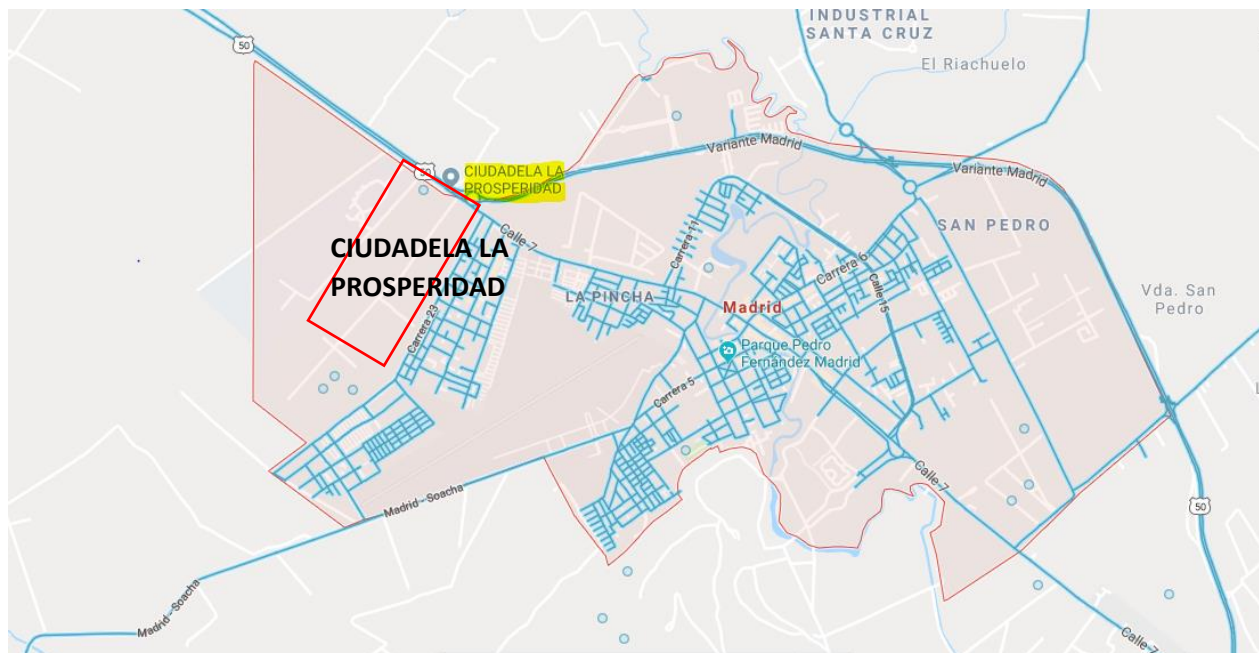 INDUSTRIAL
SANTA CRUZ
50
El Riachuelo
Variante Madrid
Variante Madrid
50
CIUDADELA LA
PROSPERIDAD
CIUDADELA LA
PROSPERIDAD
Calle 7
Carrera 11
SAN PEDRO
Carrera 6
Calle 15
LA PINCHA
Madrid
Vda. San
Pedro
Carrera 23
Parque Pedro
Fernández Madrid
Carrera 5
Calle 7
Madrid - Soacha
50
Madrid - Soacha
Calle 7